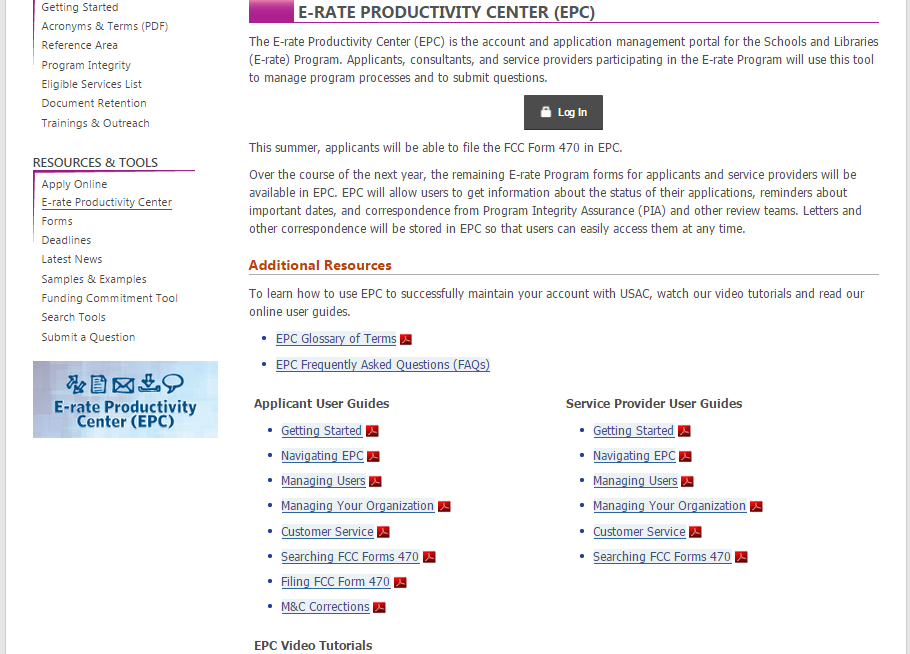 Getting Started
Acronyms & Terms (PDF)
Reference Area
Program Integrity
Eligible Services List
Document Retention
Trainings & Outreach
RESOURCES & TOOLS
Apply Online
E-rate Productivity Center
Forms
Deadlines
Latest News
Samples & Examples
Funding Commitment Tool
Search Tools
Submit a Question
E-rate Productivity
Center (EPC)
E-RATE PRODUCTIVITY CENTER (EPC)
The E-rate Productivity Center (EPC) is the account and application management portal for the Schools and Libraries
(E-rate) Program. Applicants, consultants, and service providers participating in the E-rate Program will use this tool
to manage program processes and to submit questions.
Log In
This summer, applicants will be able to file the FCC Form 470 in EPC.
Over the course of the next year, the remaining E-rate Program forms for applicants and service providers will be
available in EPC. EPC will allow users to get information about the status of their applications, reminders about
important dates, and correspondence from Program Integrity Assurance (PIA) and other review teams. Letters and
other correspondence will be stored in EPC so that users can easily access them at any time.
Additional Resources
To learn how to use EPC to successfully maintain your account with USAC, watch our video tutorials and read our
online user guides.
EPC Glossary of Terms
EPC Frequently Asked Questions (FAQs)
Applicant User Guides
Getting Started
Navigating EPC
Managing Users
Managing Your Organization
Customer Service
Searching FCC Forms 470
Filing FCC Form 470
M&C Corrections
Service Provider User Guides
Getting Started
Navigating EPC
Managing Users
Managing Your Organization
Customer Service
Searching FCC Forms 470
EPC Video Tutorials